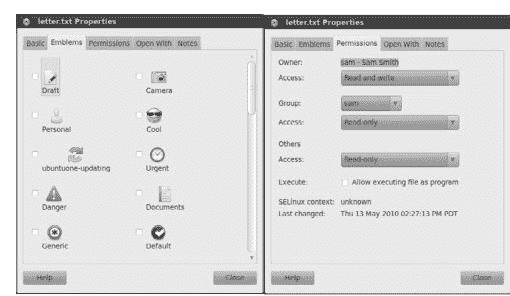 letter.txt Properties
Basic Emblems Permissions Open With Notes
Draft Camera
Personal Cool
ubuntuone-updating Urgent
Danger Documents
Generic Default
Help Close
letter.txt Properties
Basic Emblems Permissions Open With Notes
Owner: sam - Sam Smith
Access: Read and write
Group: sam
Access: Read-only
Others
Access: Read-only
Execute: Allow executing file as program
SELinux context: unknown
Last changed: Thu 13 May 2010 02:27:13 PM PDT
Help Close